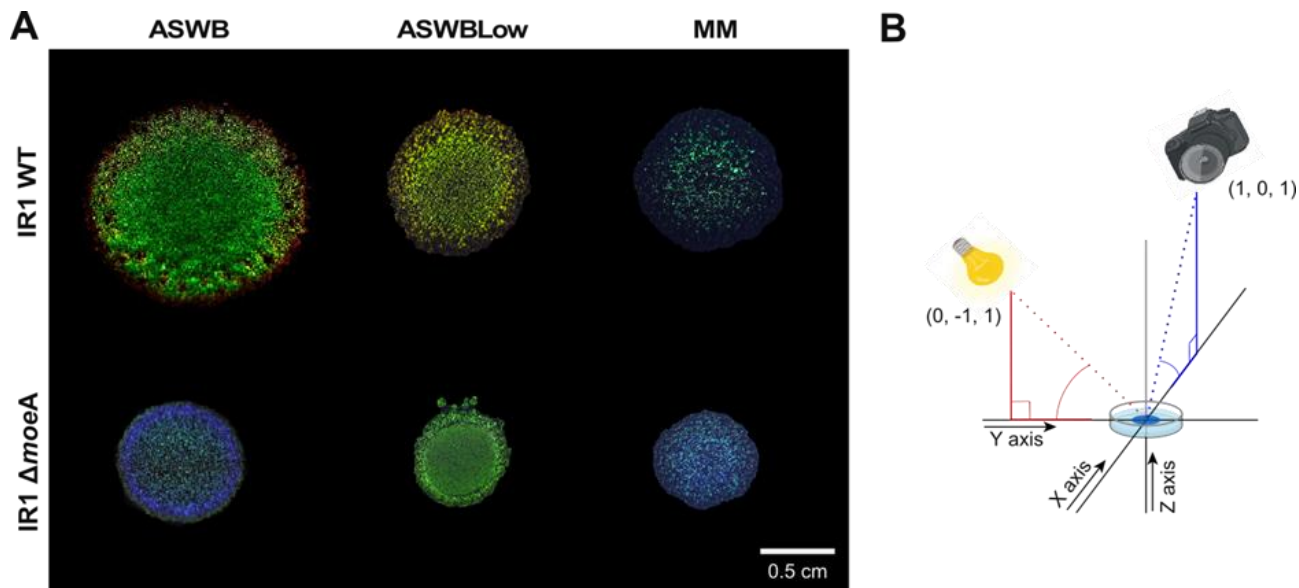 A
ASWB ASWBLow MM
IR1 WT
IR1 ΔmoeA
0.5 cm
B
(1, 0, 1)
(0, -1, 1)
Y axis
X axis
Z axis